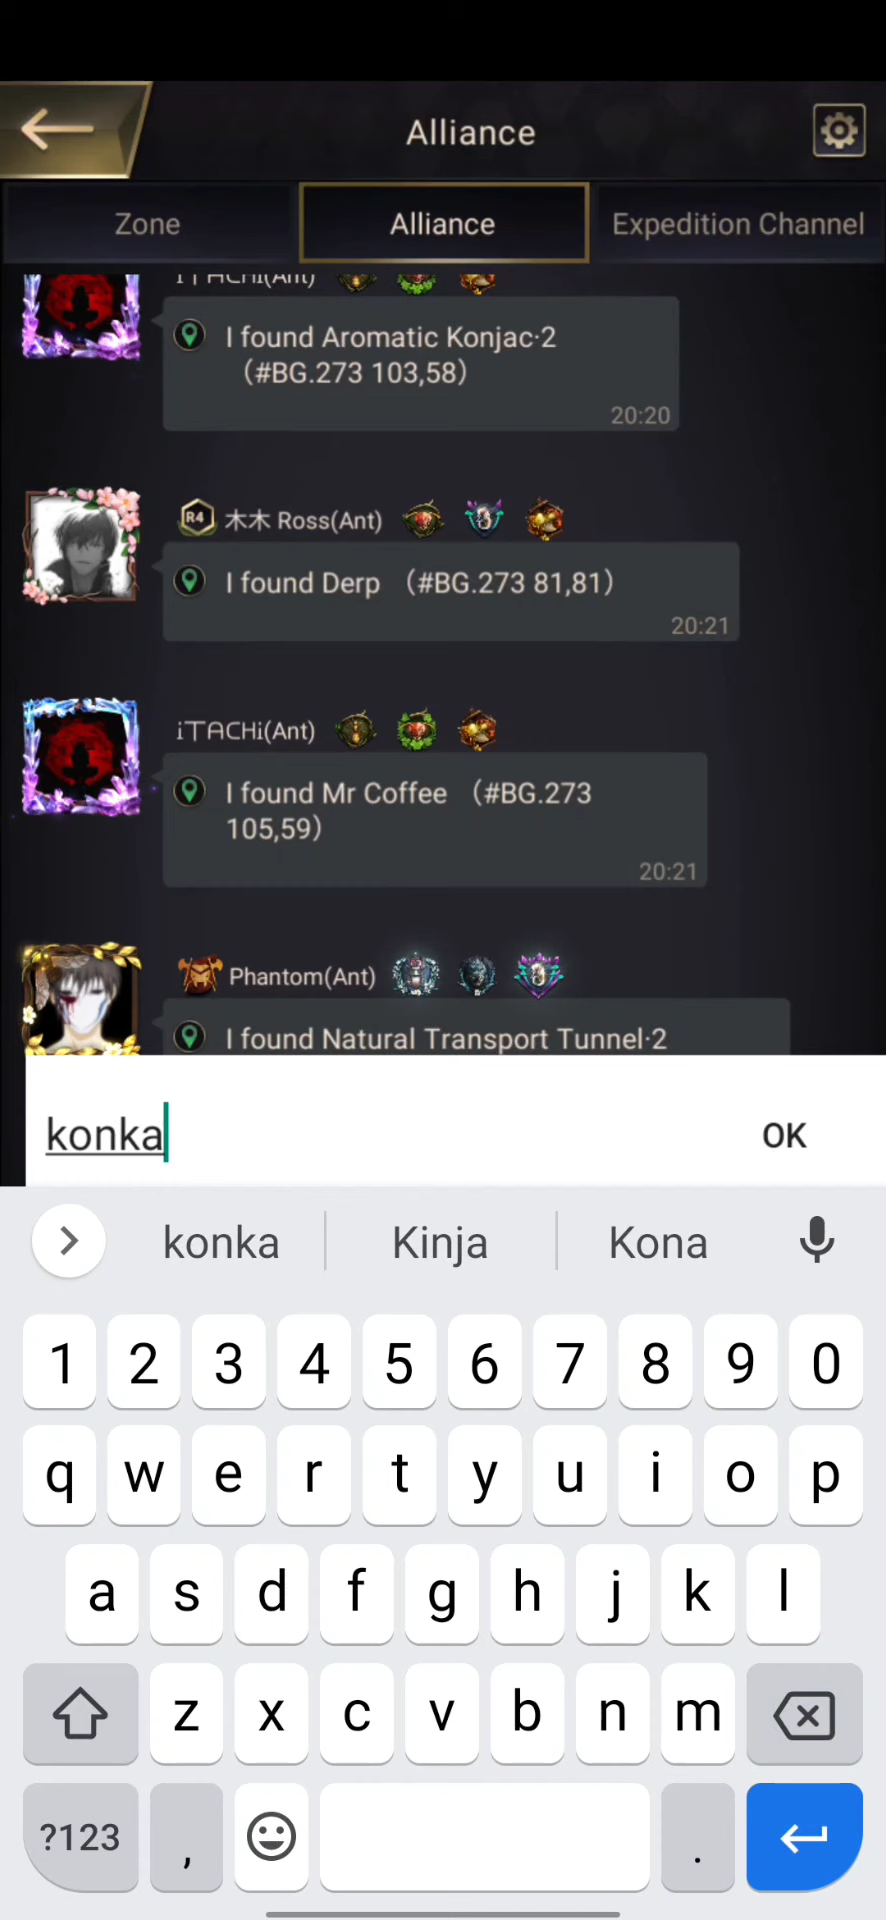 Alliance
Zone
Alliance
Expedition Channel
iTACHi(Ant)
I found Aromatic Konjac·2
（#BG.273 103,58）
20:20
R4 木木 Ross(Ant)
I found Derp （#BG.273 81,81）
20:21
iTACHi(Ant)
I found Mr Coffee （#BG.273
105,59）
20:21
Phantom(Ant)
I found Natural Transport Tunnel·2
konka
OK
konka
Kinja
Kona
1 2 3 4 5 6 7 8 9 0
q w e r t y u i o p
a s d f g h j k l
z x c v b n m
?123 , .